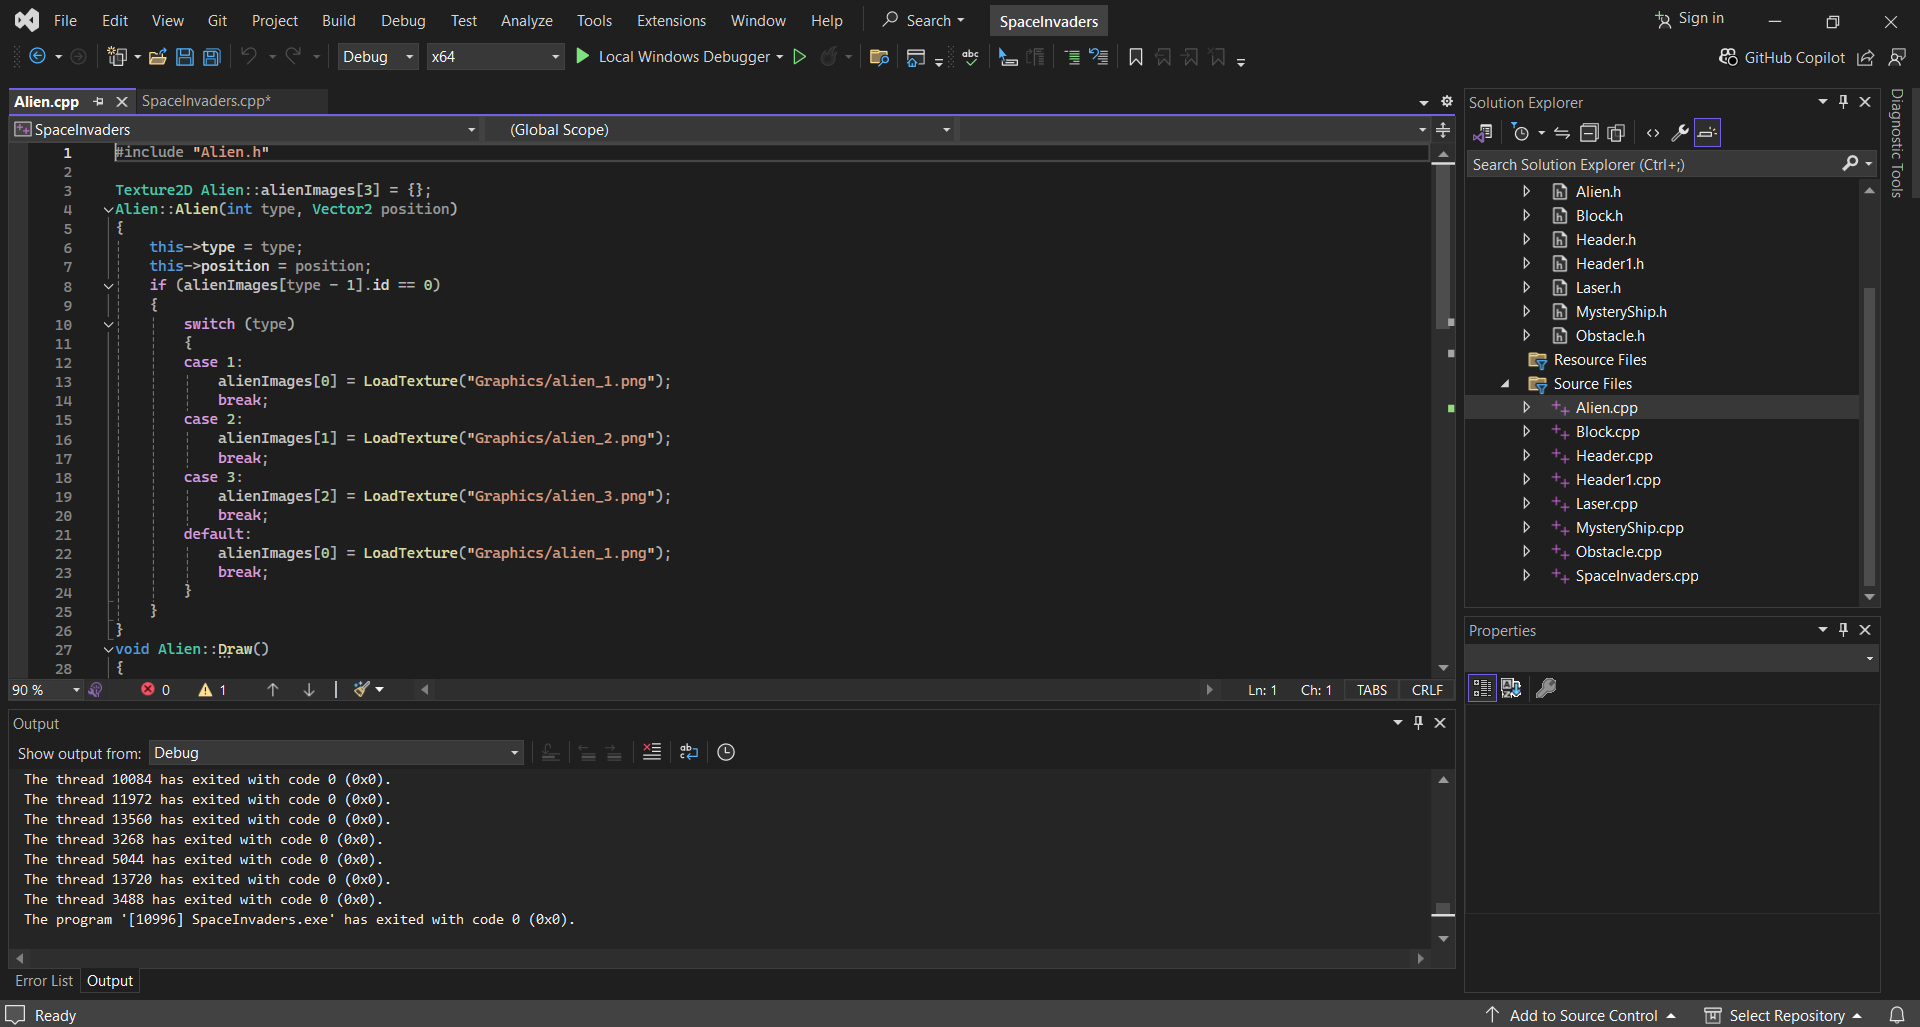 File Edit View Git Project Build Debug Test Analyze Tools Extensions Window Help Search SpaceInvaders Sign in
Debug x64 Local Windows Debugger GitHub Copilot
Alien.cpp SpaceInvaders.cpp*
SpaceInvaders (Global Scope)
1 #include "Alien.h"
2
3 Texture2D Alien::alienImages[3] = {};
4 Alien::Alien(int type, Vector2 position)
5 {
6 this->type = type;
7 this->position = position;
8 if (alienImages[type - 1].id == 0)
9 {
10 switch (type)
11 {
12 case 1:
13 alienImages[0] = LoadTexture("Graphics/alien_1.png");
14 break;
15 case 2:
16 alienImages[1] = LoadTexture("Graphics/alien_2.png");
17 break;
18 case 3:
19 alienImages[2] = LoadTexture("Graphics/alien_3.png");
20 break;
21 default:
22 alienImages[0] = LoadTexture("Graphics/alien_1.png");
23 break;
24 }
25 }
26 }
27 void Alien::Draw()
28 {
90 % 0 1 Ln: 1 Ch: 1 TABS CRLF
Output
Show output from: Debug
The thread 10084 has exited with code 0 (0x0).
The thread 11972 has exited with code 0 (0x0).
The thread 13560 has exited with code 0 (0x0).
The thread 3268 has exited with code 0 (0x0).
The thread 5044 has exited with code 0 (0x0).
The thread 13720 has exited with code 0 (0x0).
The thread 3488 has exited with code 0 (0x0).
The program '[10996] SpaceInvaders.exe' has exited with code 0 (0x0).
Error List Output
Solution Explorer
Search Solution Explorer (Ctrl+;)
Alien.h
Block.h
Header.h
Header1.h
Laser.h
MysteryShip.h
Obstacle.h
Resource Files
Source Files
Alien.cpp
Block.cpp
Header.cpp
Header1.cpp
Laser.cpp
MysteryShip.cpp
Obstacle.cpp
SpaceInvaders.cpp
Properties
Diagnostic Tools
Ready Add to Source Control Select Repository